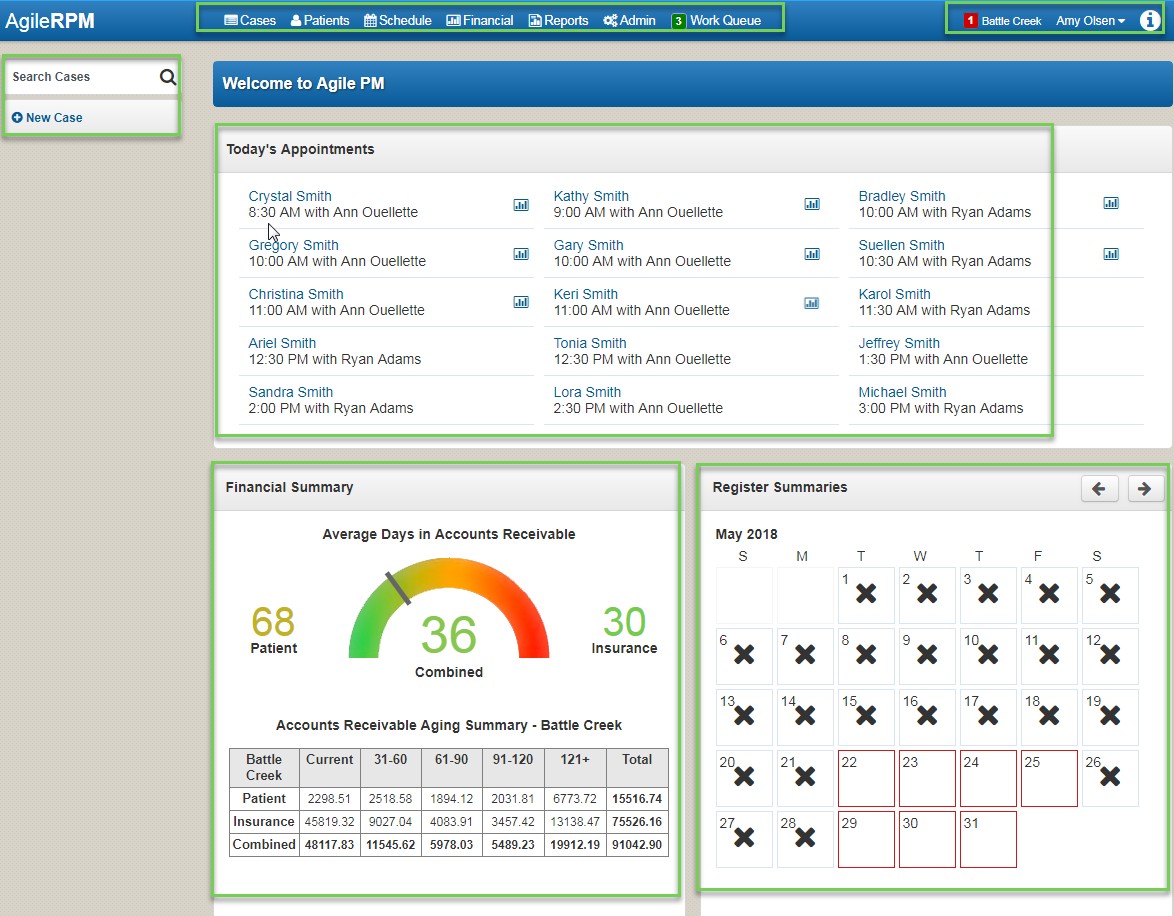 AgileRPM Cases Patients Schedule Financial Reports Admin 3 Work Queue 1 Battle Creek Amy Olsen i
Search Cases
New Case
Welcome to Agile PM
Today's Appointments
Crystal Smith Kathy Smith Bradley Smith
8:30 AM with Ann Ouellette 9:00 AM with Ann Ouellette 10:00 AM with Ryan Adams
Gregory Smith Gary Smith Suellen Smith
10:00 AM with Ann Ouellette 10:00 AM with Ann Ouellette 10:30 AM with Ryan Adams
Christina Smith Keri Smith Karol Smith
11:00 AM with Ann Ouellette 11:00 AM with Ann Ouellette 11:30 AM with Ryan Adams
Ariel Smith Tonia Smith Jeffrey Smith
12:30 PM with Ryan Adams 12:30 PM with Ann Ouellette 1:30 PM with Ann Ouellette
Sandra Smith Lora Smith Michael Smith
2:00 PM with Ryan Adams 2:30 PM with Ann Ouellette 3:00 PM with Ryan Adams
Financial Summary
Average Days in Accounts Receivable
68 36 30
Patient Combined Insurance
Accounts Receivable Aging Summary - Battle Creek
Battle Creek Current 31-60 61-90 91-120 121+ Total
Patient 2298.51 2518.58 1894.12 2031.81 6773.72 15516.74
Insurance 45819.32 9027.04 4083.91 3457.42 13138.47 75526.16
Combined 48117.83 11545.62 5978.03 5489.23 19912.19 91042.90
Register Summaries
May 2018
S M T W T F S
1 2 3 4 5
6 7 8 9 10 11 12
13 14 15 16 17 18 19
20 21 22 23 24 25 26
27 28 29 30 31